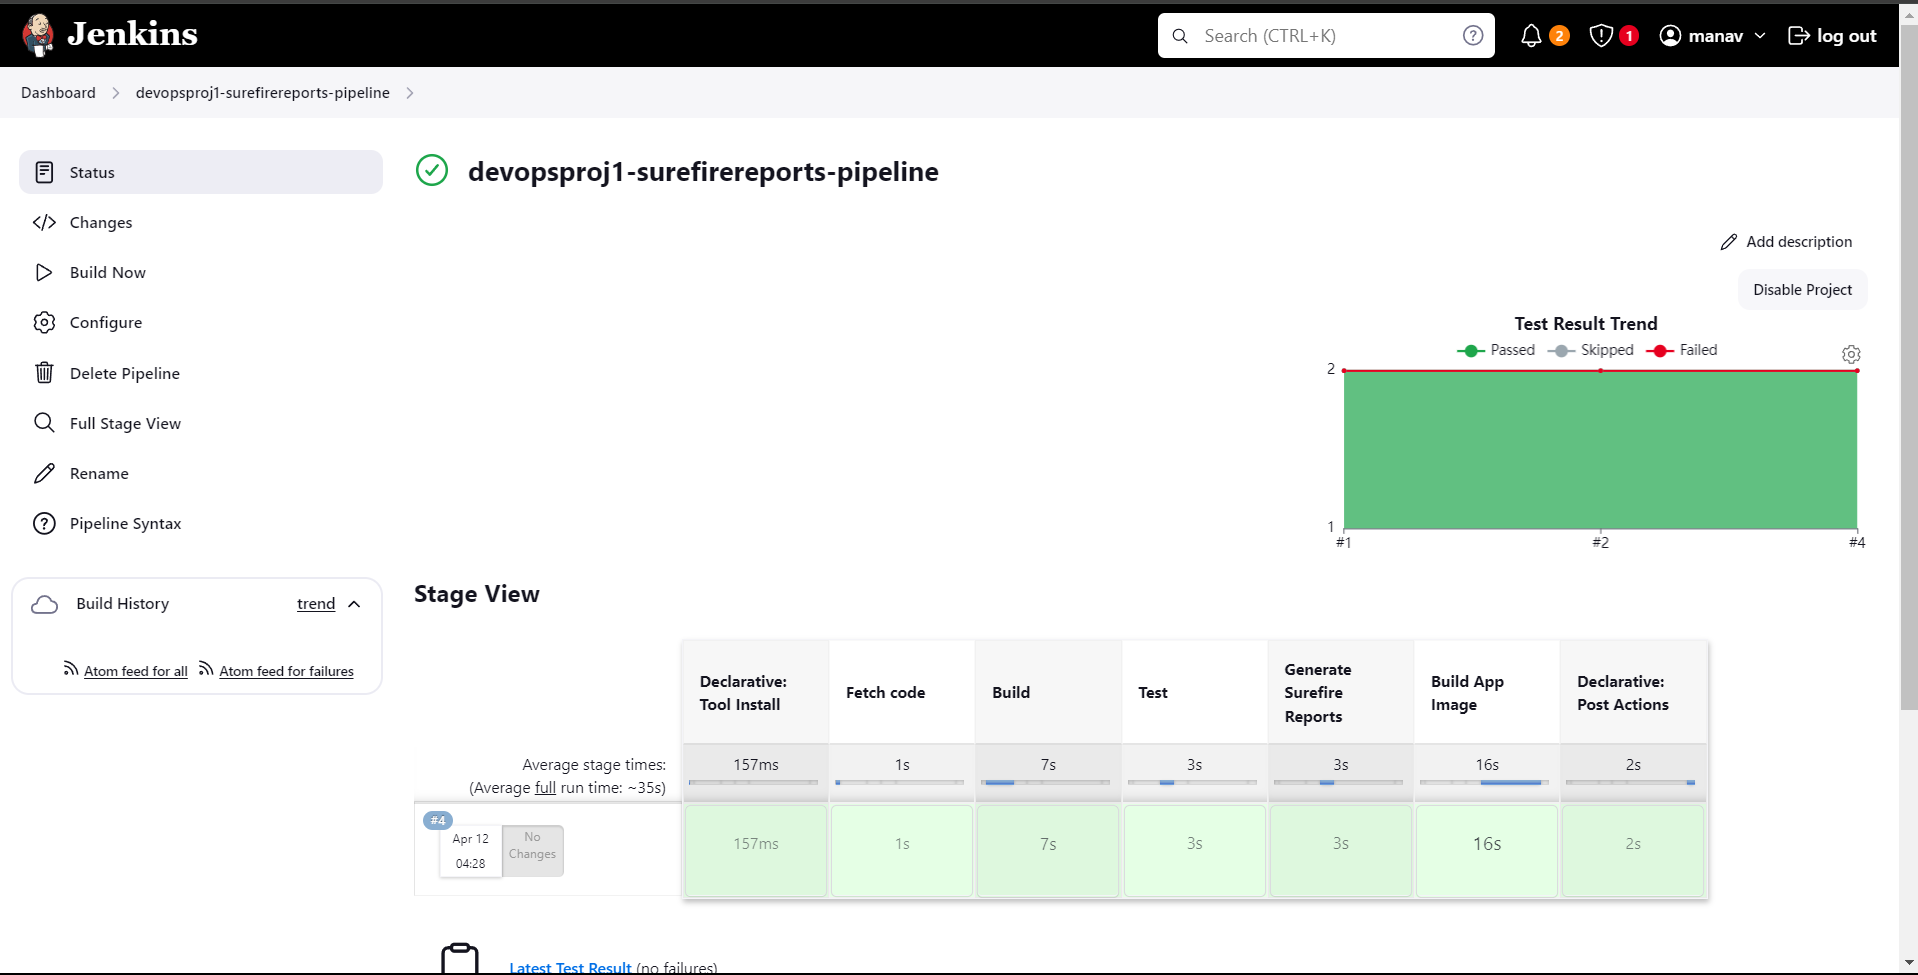 Jenkins
Search (CTRL+K)
2
1
manav
log out
Dashboard
devopsproj1-surefirereports-pipeline
Status
Changes
Build Now
Configure
Delete Pipeline
Full Stage View
Rename
Pipeline Syntax
Build History
trend
Atom feed for all
Atom feed for failures
devopsproj1-surefirereports-pipeline
Add description
Disable Project
Test Result Trend
Passed
Skipped
Failed
2
1
#1
#2
#4
Stage View
Declarative:
Tool Install
Fetch code
Build
Test
Generate
Surefire
Reports
Build App
Image
Declarative:
Post Actions
Average stage times:
(Average full run time: ~35s)
157ms
1s
7s
3s
3s
16s
2s
#4
Apr 12
04:28
No
Changes
157ms
1s
7s
3s
3s
16s
2s
Latest Test Result (no failures)